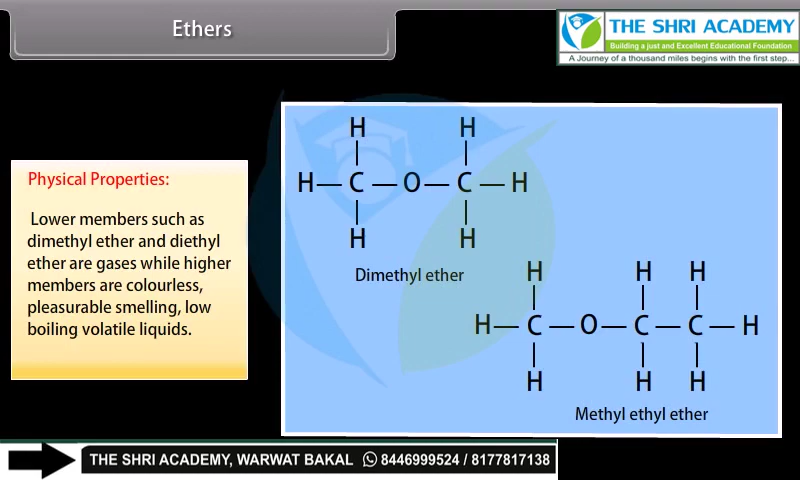 Ethers
THE SHRI ACADEMY
Building a just and Excellent Educational Foundation
A Journey of a thousand miles begins with the first step...
Physical Properties:
Lower members such as
dimethyl ether and diethyl
ether are gases while higher
members are colourless,
pleasurable smelling, low
boiling volatile liquids.
H H
H — C — O — C — H
H H
Dimethyl ether
H H H
H — C — O — C — C — H
H H H
Methyl ethyl ether
THE SHRI ACADEMY, WARWAT BAKAL 8446999524 / 8177817138